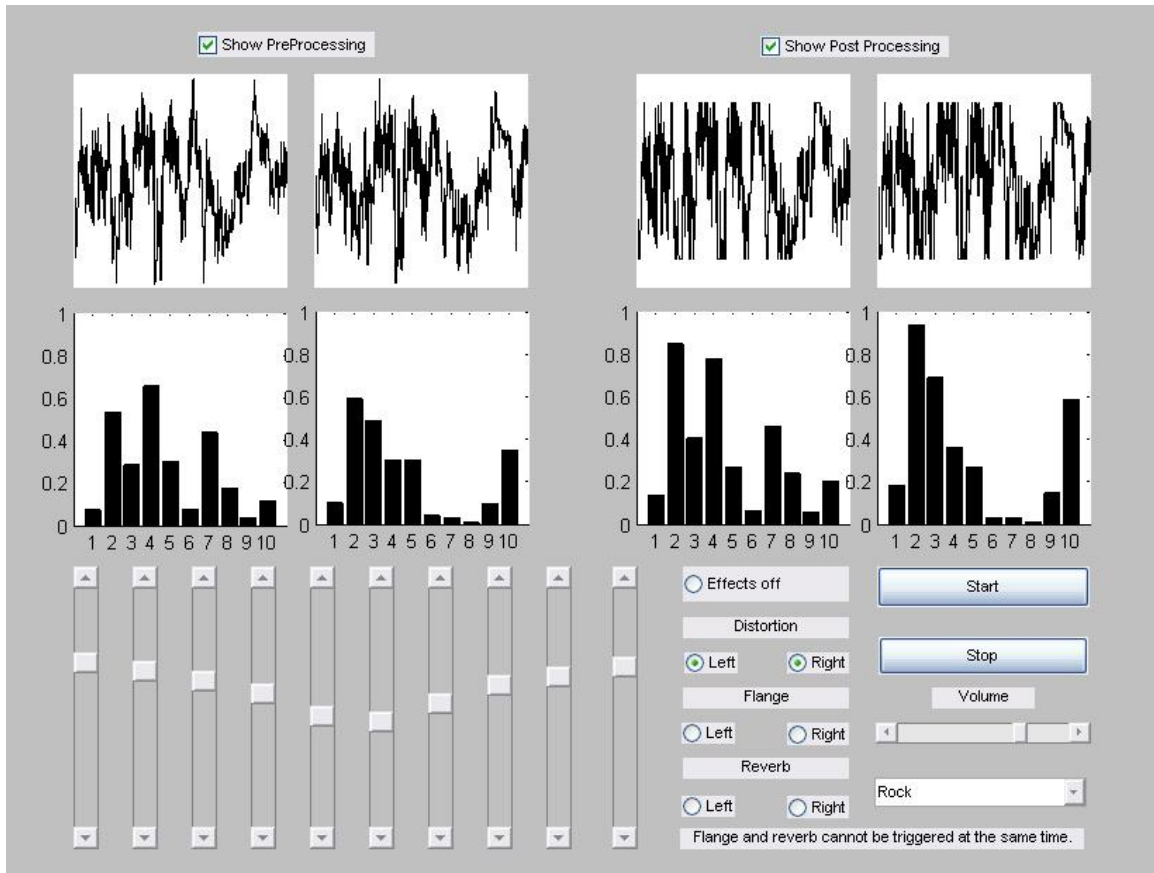 Show PreProcessing
Show Post Processing
1
0.8
0.6
0.4
0.2
0
1 2 3 4 5 6 7 8 9 10
1
0.8
0.6
0.4
0.2
0
1 2 3 4 5 6 7 8 9 10
1
0.8
0.6
0.4
0.2
0
1 2 3 4 5 6 7 8 9 10
1
0.8
0.6
0.4
0.2
0
1 2 3 4 5 6 7 8 9 10
Effects off
Start
Distortion
Left Right
Stop
Flange
Volume
Left Right
Reverb
Rock
Left Right
Flange and reverb cannot be triggered at the same time.